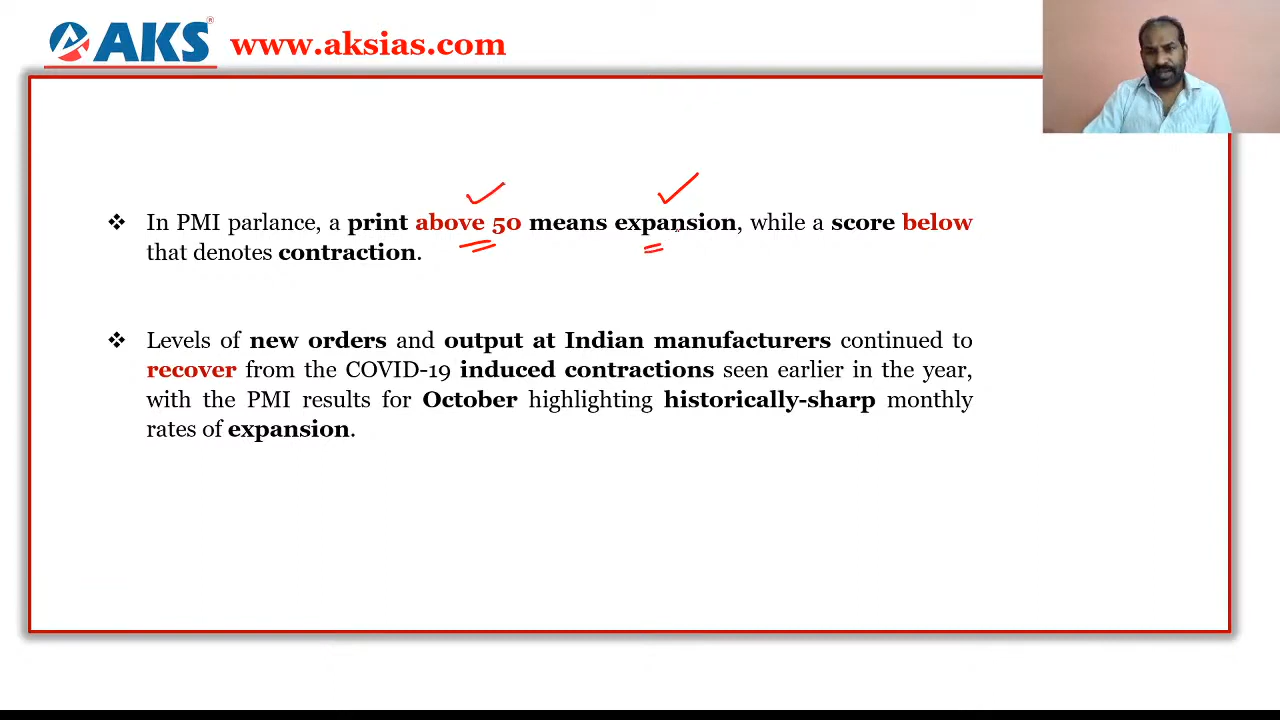 AKS®
www.aksias.com
❖ In PMI parlance, a print above 50 means expansion, while a score below
that denotes contraction.
❖ Levels of new orders and output at Indian manufacturers continued to
recover from the COVID-19 induced contractions seen earlier in the year,
with the PMI results for October highlighting historically-sharp monthly
rates of expansion.